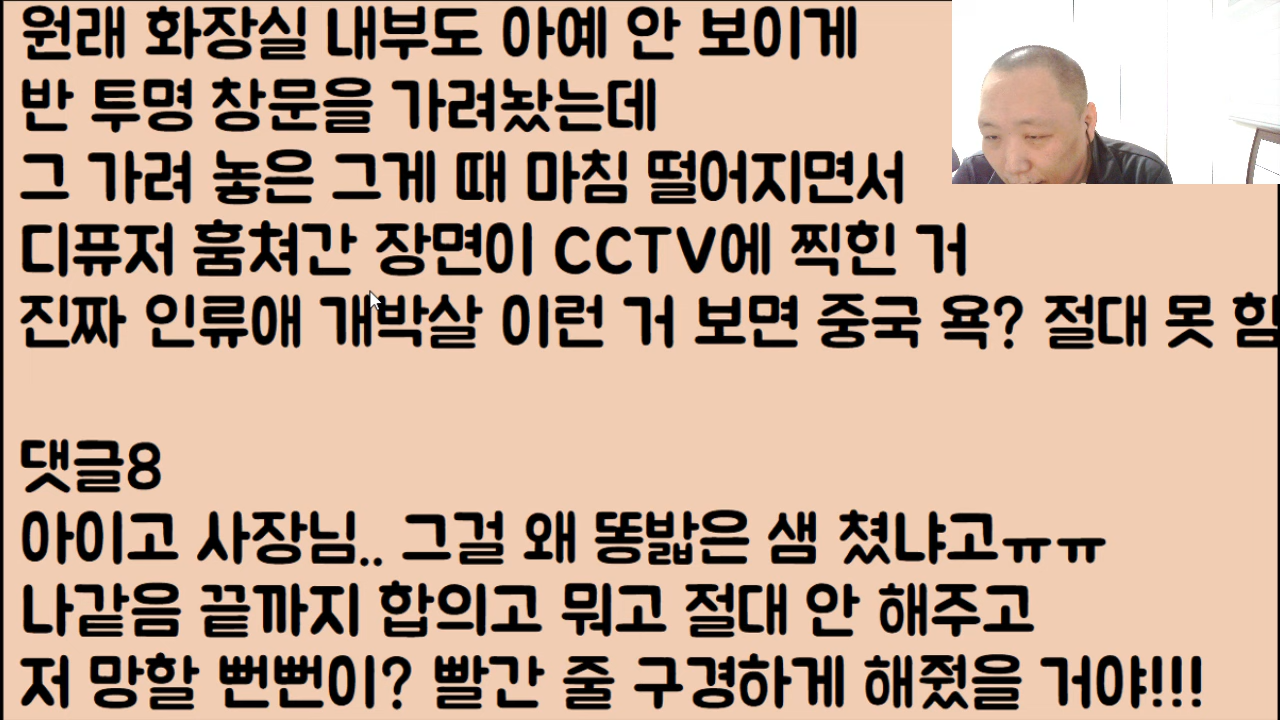 원래 화장실 내부도 아예 안 보이게
반 투명 창문을 가려놨는데
그 가려 놓은 그게 때 마침 떨어지면서
디퓨저 훔쳐간 장면이 CCTV에 찍힌 거
진짜 인류애 개박살 이런 거 보면 중국 욕? 절대 못 함
댓글8
아이고 사장님.. 그걸 왜 똥밟은 샘 쳤냐고ㅠㅠ
나같음 끝까지 합의고 뭐고 절대 안 해주고
저 망할 뻔뻔이? 빨간 줄 구경하게 해줬을 거야!!!